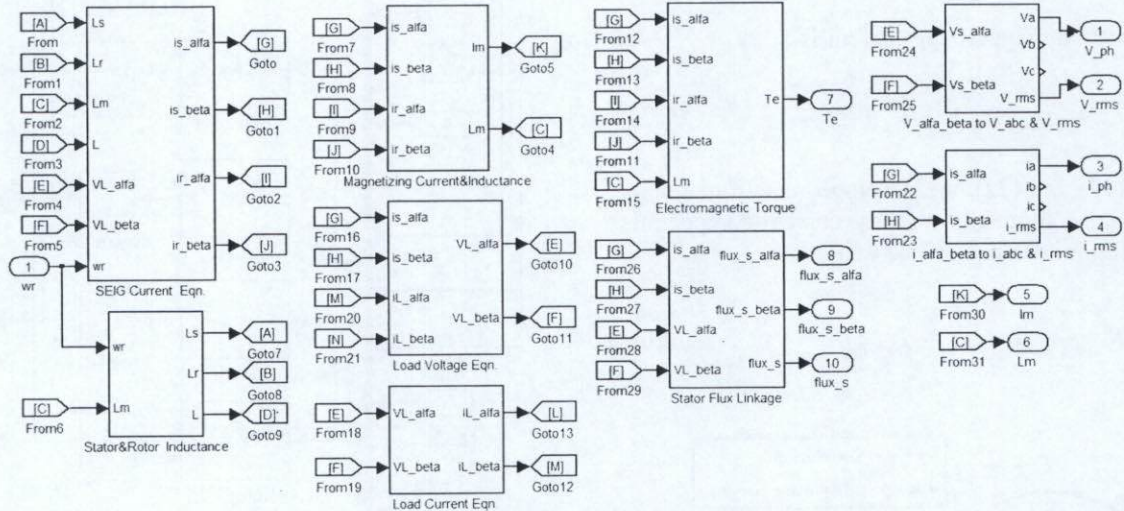 [A]
From
[B]
From1
[C]
From2
[D]
From3
[E]
From4
[F]
From5
1
wr
Ls
Lr
Lm
L
VL_alfa
VL_beta
wr
is_alfa
is_beta
ir_alfa
ir_beta
[G]
Goto
[H]
Goto1
[I]
Goto2
[J]
Goto3
SEIG Current Eqn.
[C]
From6
wr
Lm
Ls
Lr
L
[A]
Goto7
[B]
Goto8
[D]
Goto9
Stator&Rotor Inductance
[G]
From7
[H]
From8
[I]
From9
[J]
From10
is_alfa
is_beta
ir_alfa
ir_beta
Im
Lm
[K]
Goto5
[C]
Goto4
Magnetizing Current&Inductance
[G]
From16
[H]
From17
[M]
From20
[N]
From21
is_alfa
is_beta
iL_alfa
iL_beta
VL_alfa
VL_beta
[E]
Goto10
[F]
Goto11
Load Voltage Eqn.
[E]
From18
[F]
From19
VL_alfa
VL_beta
iL_alfa
iL_beta
[L]
Goto13
[M]
Goto12
Load Current Eqn.
[G]
From12
[H]
From13
[I]
From14
[J]
From11
[C]
From15
is_alfa
is_beta
ir_alfa
ir_beta
Lm
Te
7
Te
Electromagnetic Torque
[G]
From26
[H]
From27
[E]
From28
[F]
From29
is_alfa
is_beta
VL_alfa
VL_beta
flux_s_alfa
flux_s_beta
flux_s
8
flux_s_alfa
9
flux_s_beta
10
flux_s
Stator Flux Linkage
[E]
From24
[F]
From25
Vs_alfa
Vs_beta
Va
Vb
Vc
V_rms
1
V_ph
2
V_rms
V_alfa_beta to V_abc & V_rms
[G]
From22
[H]
From23
is_alfa
is_beta
ia
ib
ic
i_rms
3
i_ph
4
i_rms
i_alfa_beta to i_abc & i_rms
[K]
From30
5
Im
[C]
From31
6
Lm